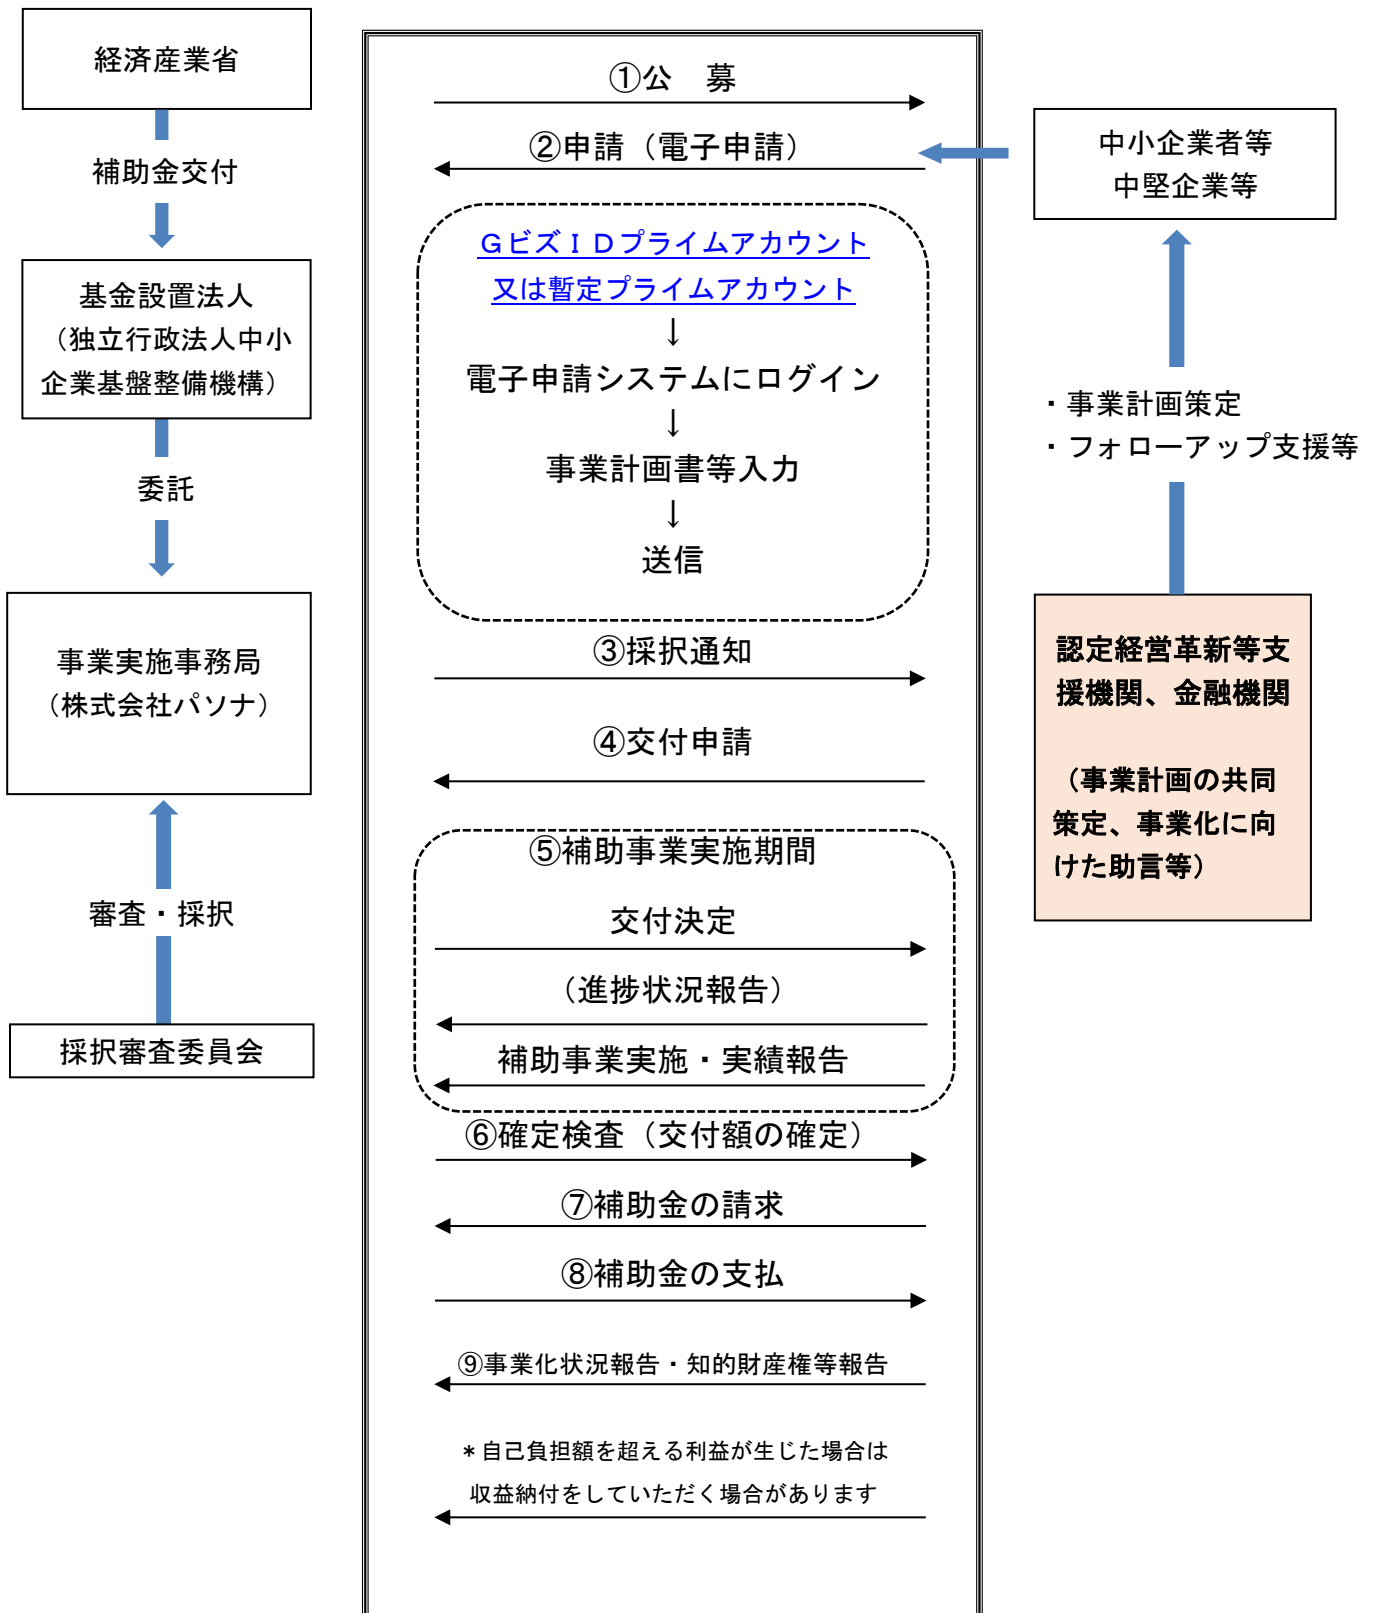 経済産業省
補助金交付
基金設置法人
（独立行政法人中小
企業基盤整備機構）
委託
事業実施事務局
（株式会社パソナ）
審査・採択
採択審査委員会
①公　募
②申請（電子申請）
ＧビズＩＤプライムアカウント
又は暫定プライムアカウント
↓
電子申請システムにログイン
↓
事業計画書等入力
↓
送信
③採択通知
④交付申請
⑤補助事業実施期間
交付決定
（進捗状況報告）
補助事業実施・実績報告
⑥確定検査（交付額の確定）
⑦補助金の請求
⑧補助金の支払
⑨事業化状況報告・知的財産権等報告
＊自己負担額を超える利益が生じた場合は
収益納付をしていただく場合があります
中小企業者等
中堅企業等
・事業計画策定
・フォローアップ支援等
認定経営革新等支
援機関、金融機関
（事業計画の共同
策定、事業化に向
けた助言等）